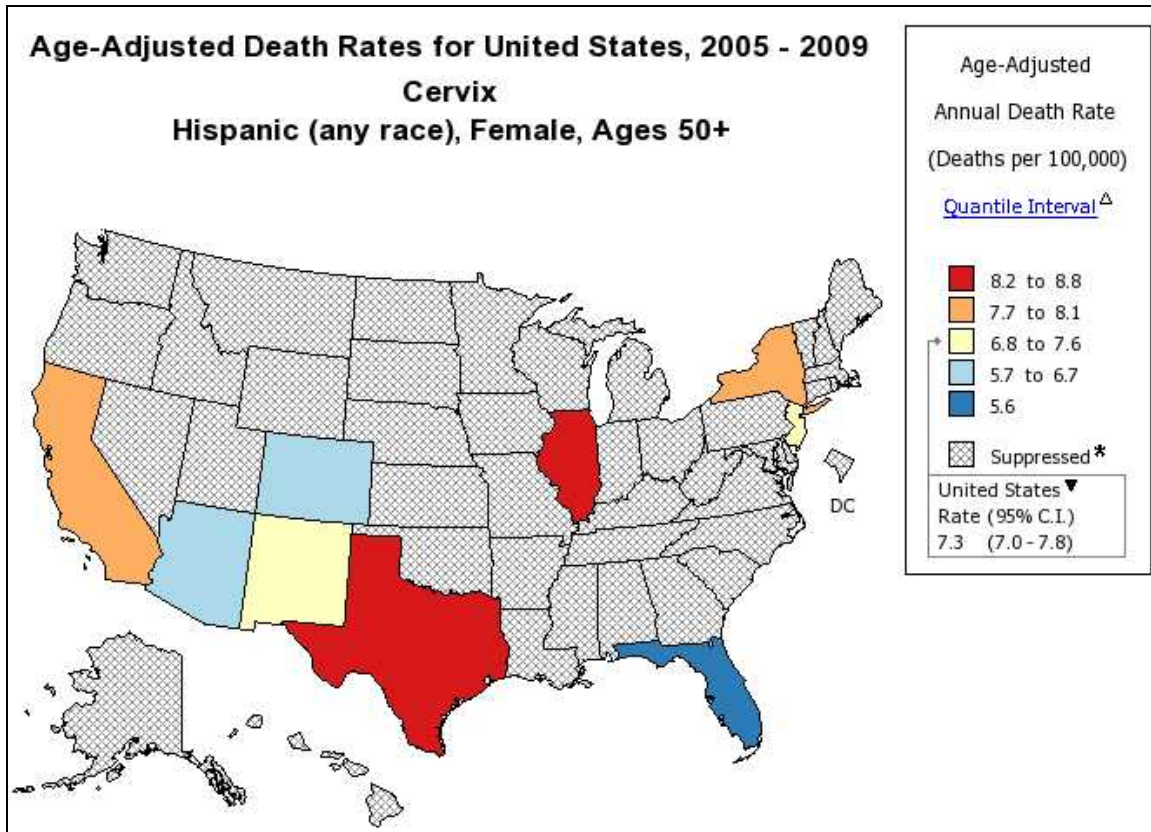 Age-Adjusted Death Rates for United States, 2005 - 2009
Cervix
Hispanic (any race), Female, Ages 50+
Age-Adjusted
Annual Death Rate
(Deaths per 100,000)
Quantile Interval △
8.2 to 8.8
7.7 to 8.1
6.8 to 7.6
5.7 to 6.7
5.6
Suppressed *
United States ▼
Rate (95% C.I.)
7.3 (7.0 - 7.8)
DC